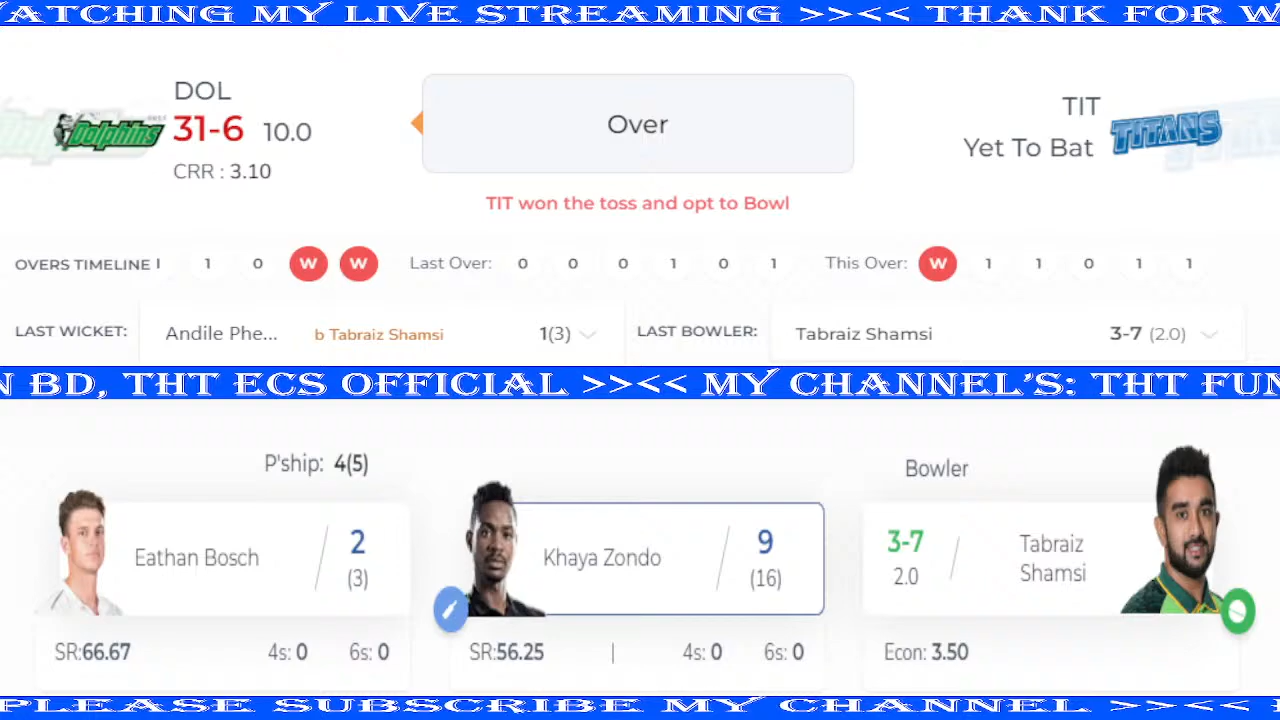 WATCHING MY LIVE STREAMING >><< THANK FOR W
DOL
31-6 10.0
CRR : 3.10
Dolphins
Over
TIT
Yet To Bat
TITANS
TIT won the toss and opt to Bowl
OVERS TIMELINE 1 1 0 W W Last Over: 0 0 0 1 0 1 This Over: W 1 1 0 1 1
LAST WICKET: Andile Phe... b Tabraiz Shamsi 1(3) LAST BOWLER: Tabraiz Shamsi 3-7 (2.0)
N BD, THT ECS OFFICIAL >><< MY CHANNEL'S: THT FUN
P'ship: 4(5)
Bowler
Eathan Bosch 2 (3)
Khaya Zondo 9 (16)
3-7 2.0 Tabraiz Shamsi
SR:66.67 4s: 0 6s: 0
SR:56.25 | 4s: 0 6s: 0
Econ: 3.50
PLEASE SUBSCRIBE MY CHANNEL >><<